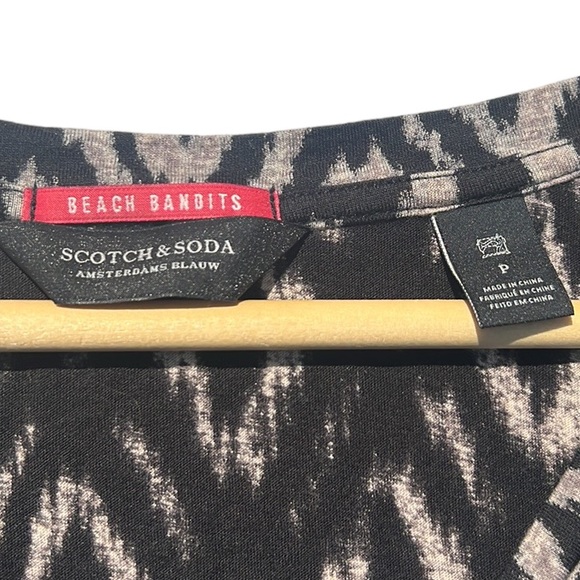 BEACH BANDITS
SCOTCH & SODA
AMSTERDAMS BLAUW
P
MADE IN CHINA
FABRIQUÉ EN CHINE
FEITO EM CHINA